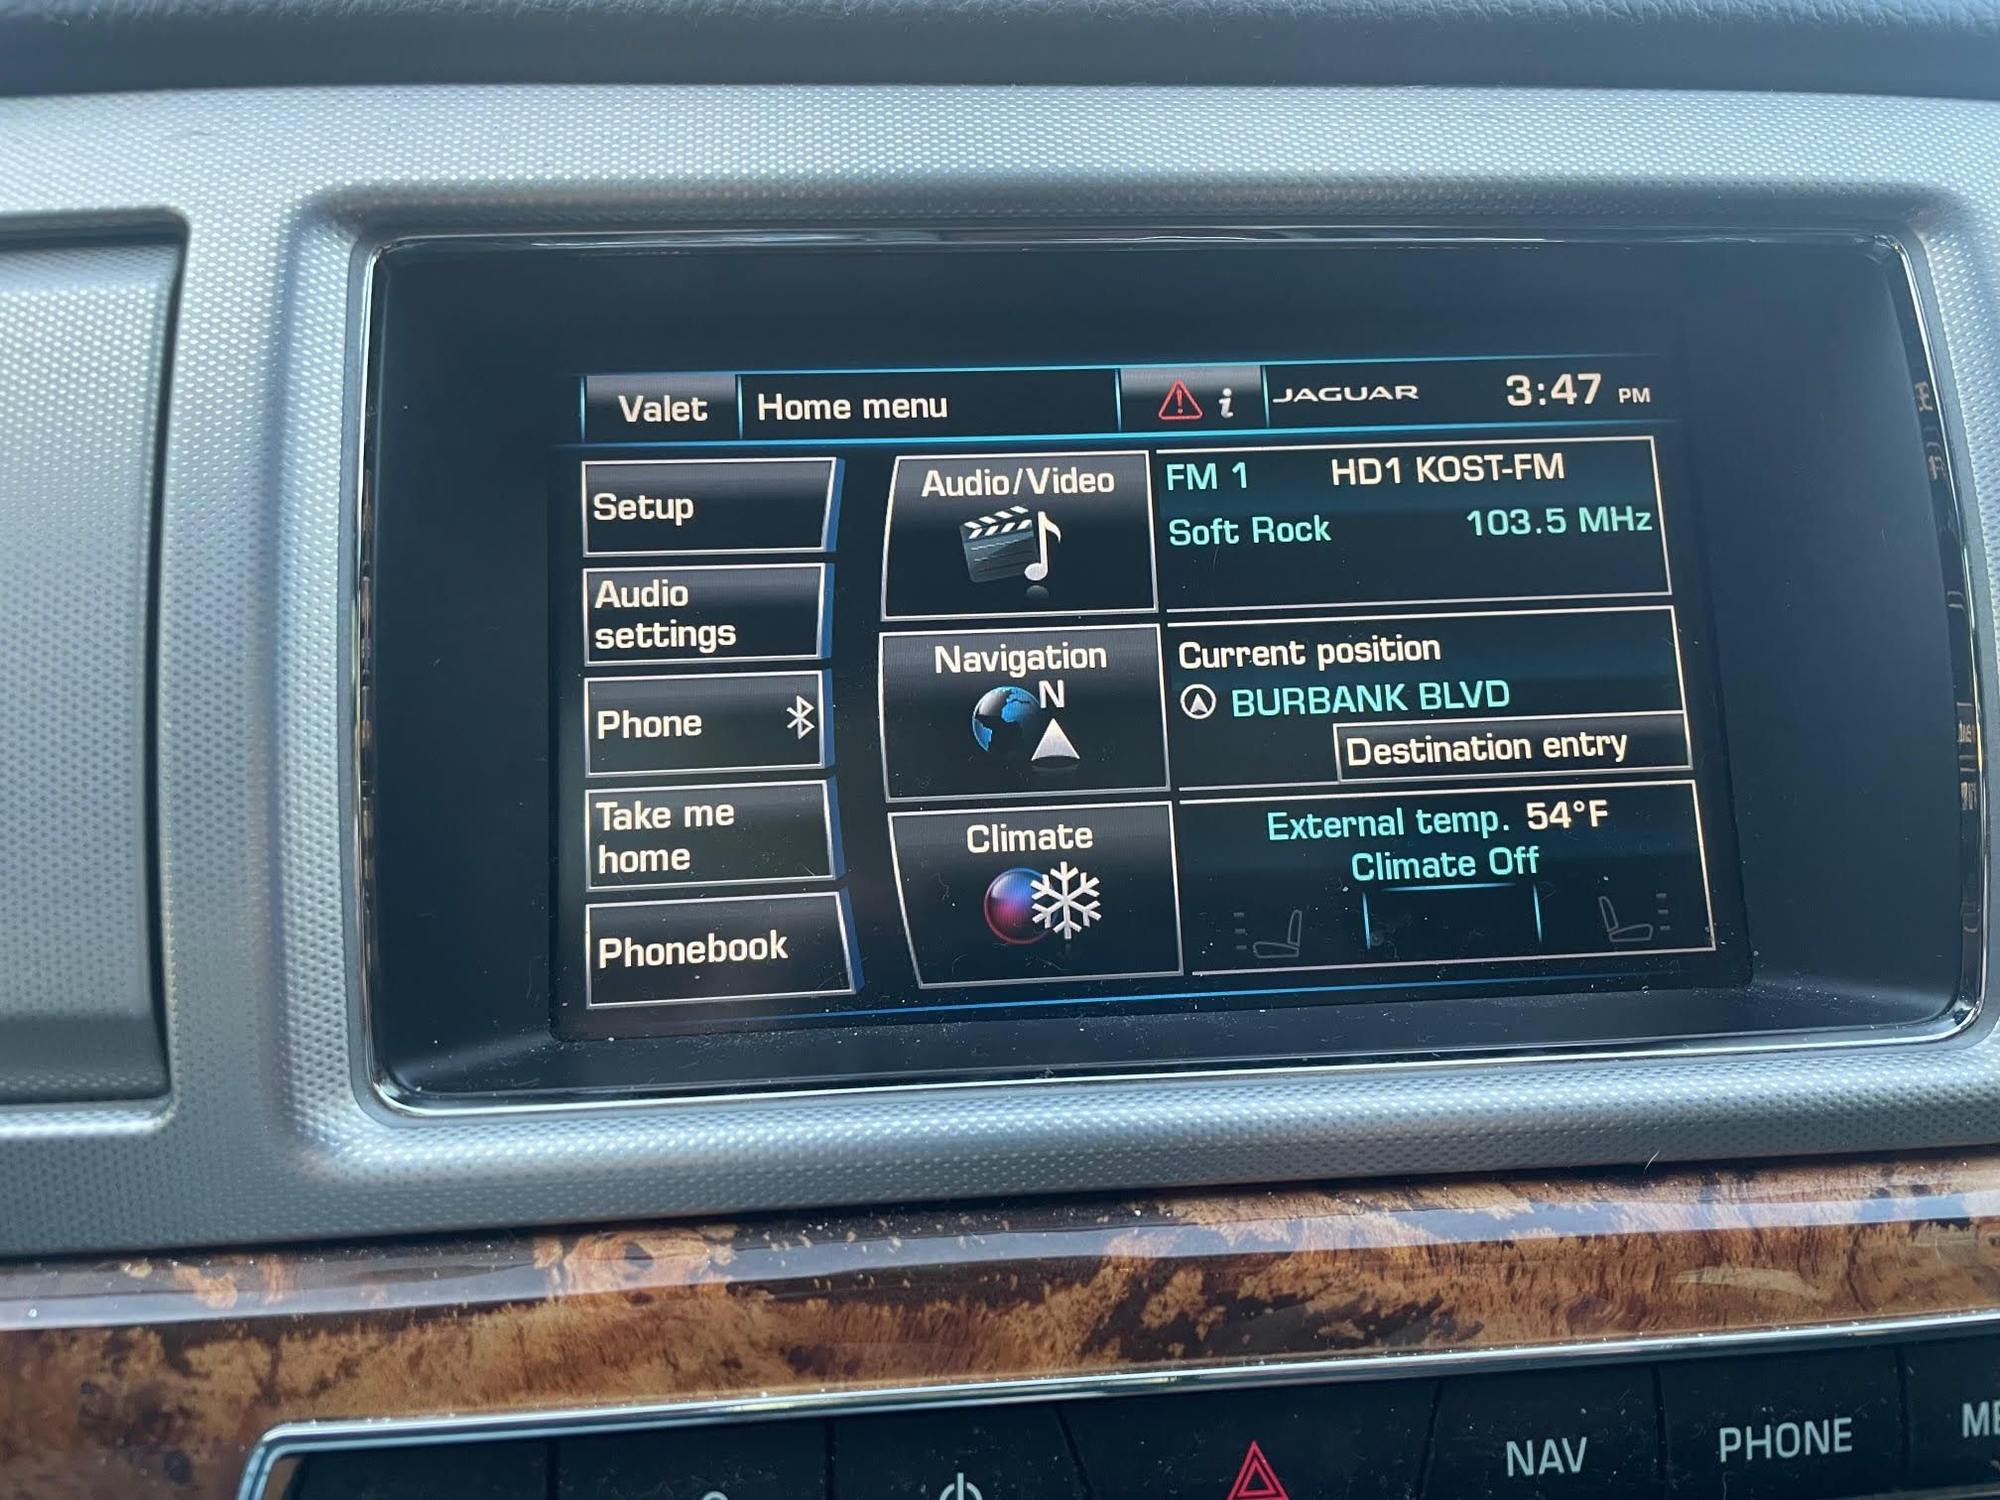 Valet
Home menu
i
JAGUAR
3:47 PM
Setup
Audio
settings
Phone
Take me
home
Phonebook
Audio/Video
Navigation
N
Climate
FM 1 HD1 KOST-FM
Soft Rock 103.5 MHz
Current position
BURBANK BLVD
Destination entry
External temp. 54°F
Climate Off
NAV
PHONE